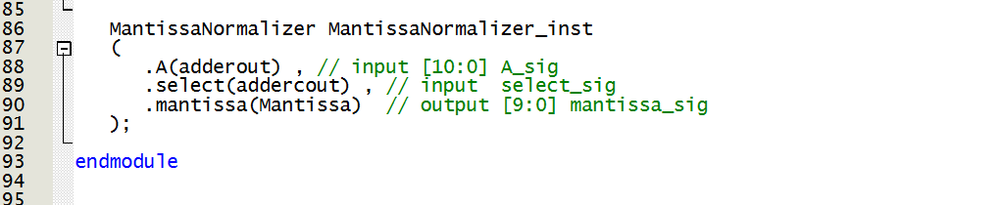 85
86 MantissaNormalizer MantissaNormalizer_inst
87 (
88 .A(adderout) , // input [10:0] A_sig
89 .select(addercout) , // input  select_sig
90 .mantissa(Mantissa)  // output [9:0] mantissa_sig
91 );
92
93 endmodule
94
95